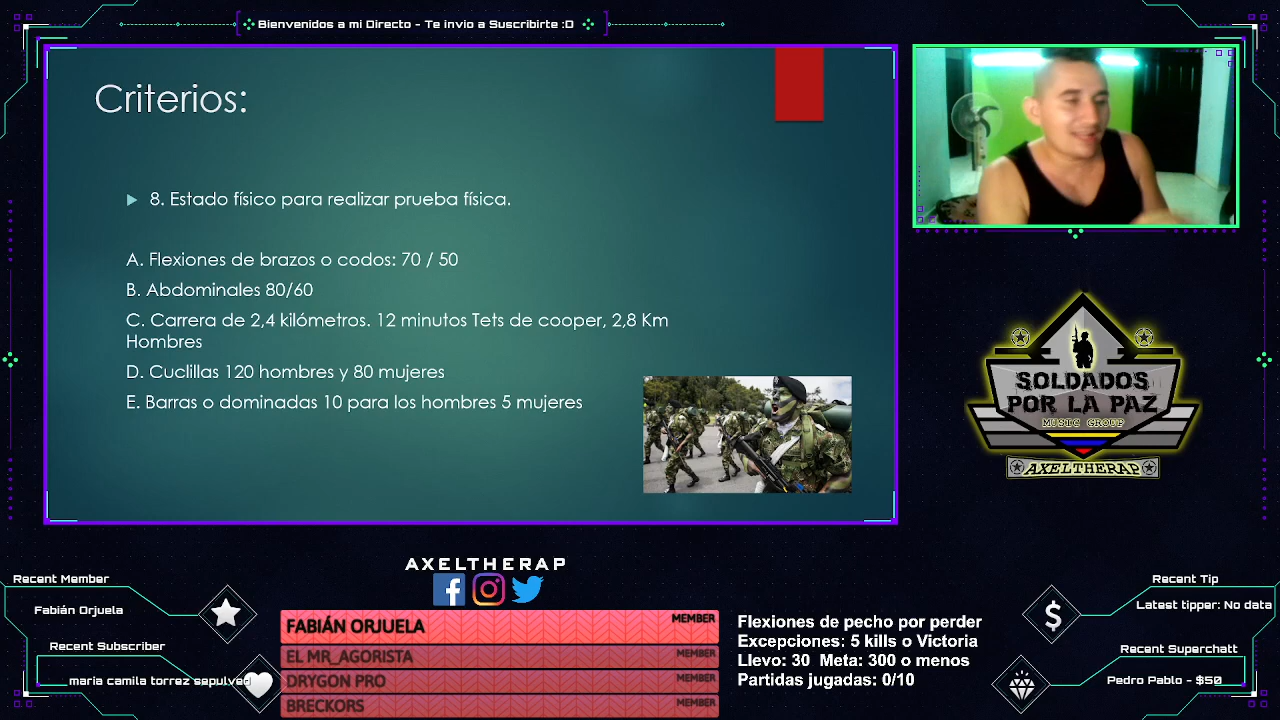 Bienvenidos a mi Directo - Te invio a Suscribirte :D
Criterios:
8. Estado físico para realizar prueba física.
A. Flexiones de brazos o codos: 70 / 50
B. Abdominales 80/60
C. Carrera de 2,4 kilómetros. 12 minutos Tets de cooper, 2,8 Km
Hombres
D. Cuclillas 120 hombres y 80 mujeres
E. Barras o dominadas 10 para los hombres 5 mujeres
SOLDADOS
POR LA PAZ
MUSIC GROUP
AXELTHERAP
AXELTHERAP
Recent Member
Fabián Orjuela
Recent Subscriber
maria camila torrez sepulved
FABIÁN ORJUELA MEMBER
EL MR_AGORISTA MEMBER
DRYGON PRO MEMBER
BRECKORS MEMBER
Flexiones de pecho por perder
Excepciones: 5 kills o Victoria
Llevo: 30 Meta: 300 o menos
Partidas jugadas: 0/10
Recent Tip
Latest tipper: No data
Recent Superchatt
Pedro Pablo - $50